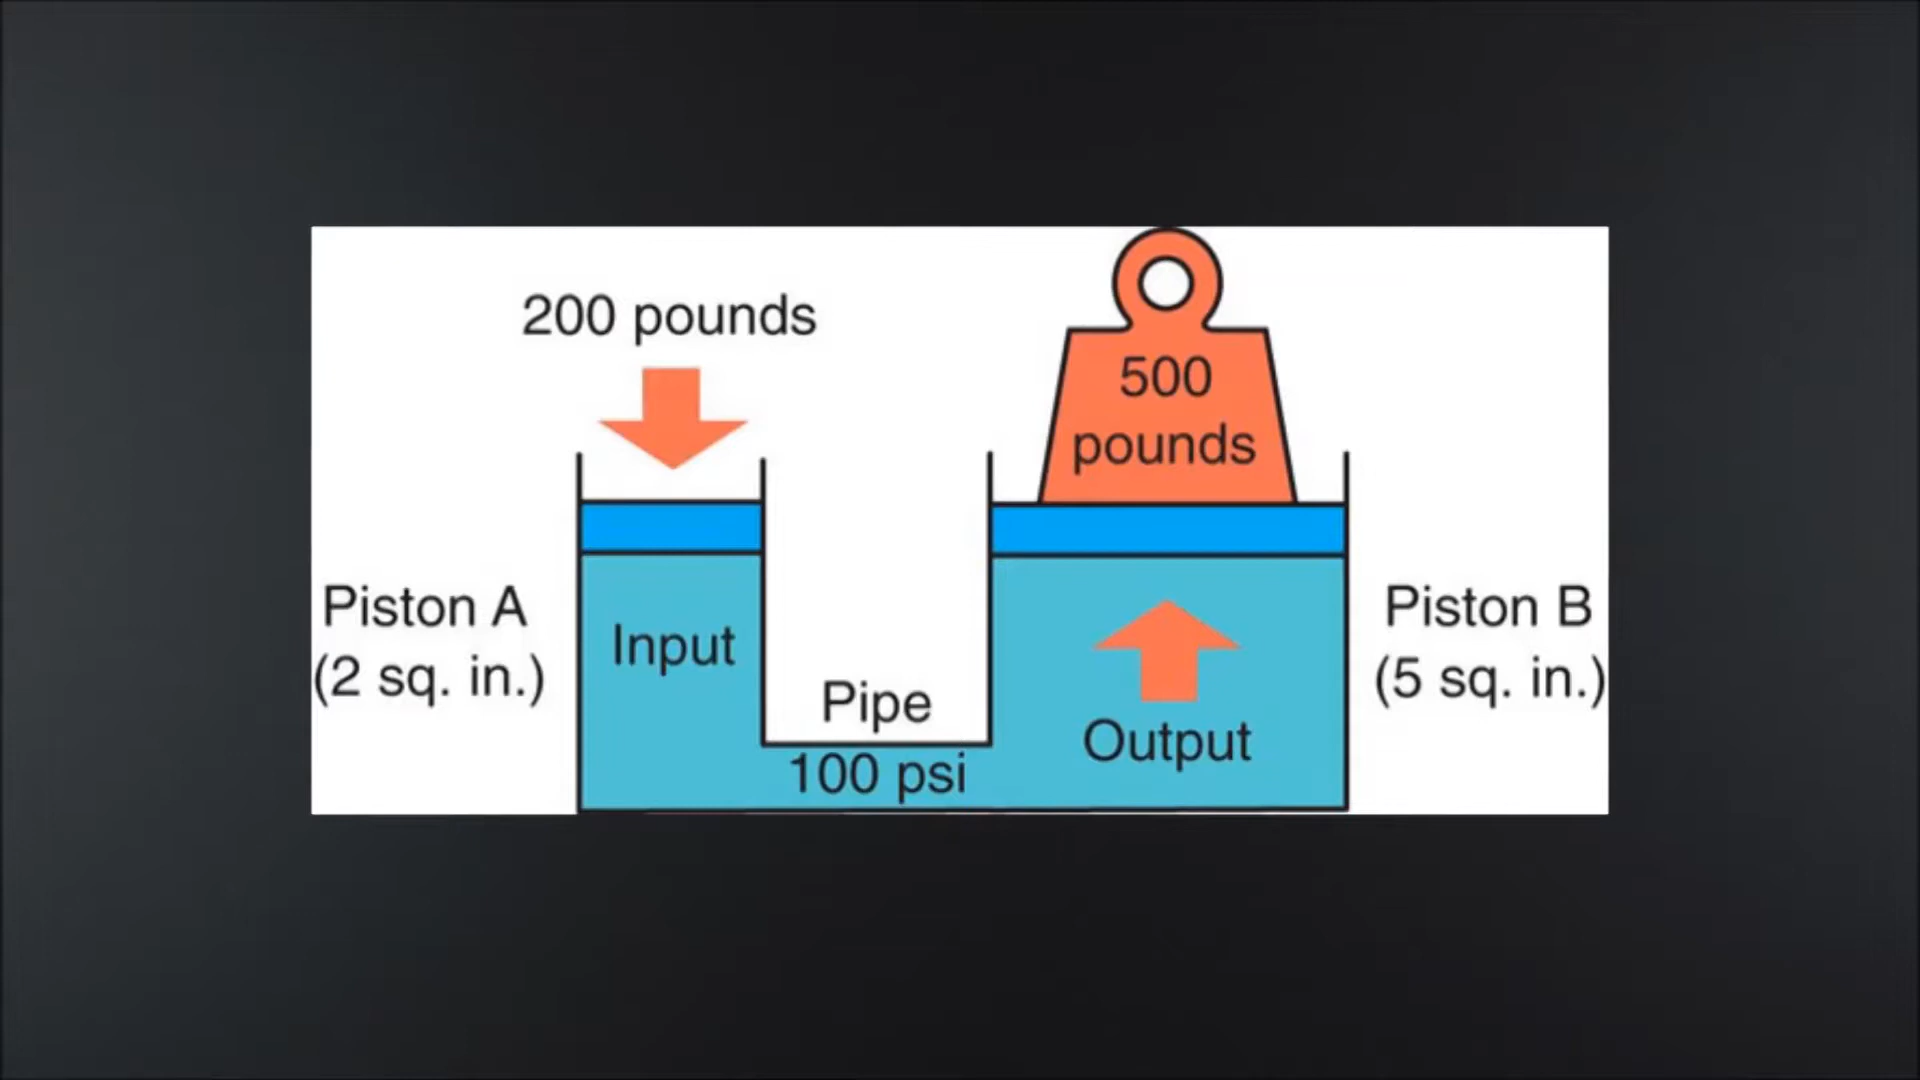 200 pounds
500
pounds
Piston A
(2 sq. in.)
Input
Pipe
100 psi
Output
Piston B
(5 sq. in.)